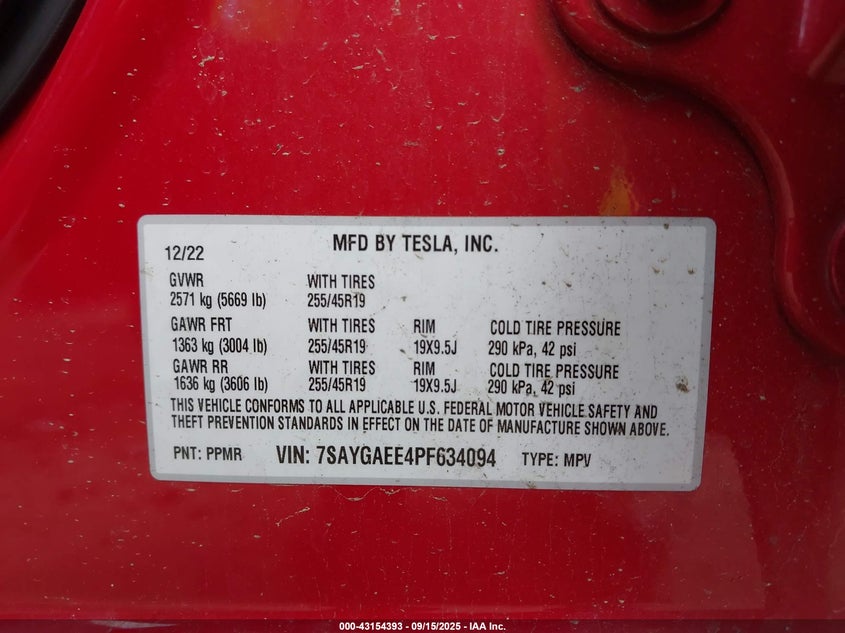 12/22 MFD BY TESLA, INC.
GVWR WITH TIRES
2571 kg (5669 lb) 255/45R19
GAWR FRT WITH TIRES RIM COLD TIRE PRESSURE
1363 kg (3004 lb) 255/45R19 19X9.5J 290 kPa, 42 psi
GAWR RR WITH TIRES RIM COLD TIRE PRESSURE
1636 kg (3606 lb) 255/45R19 19X9.5J 290 kPa, 42 psi
THIS VEHICLE CONFORMS TO ALL APPLICABLE U.S. FEDERAL MOTOR VEHICLE SAFETY AND
THEFT PREVENTION STANDARDS IN EFFECT ON THE DATE OF MANUFACTURE SHOWN ABOVE.
PNT: PPMR VIN: 7SAYGAEE4PF634094 TYPE: MPV
000-43154393 - 09/15/2025 - IAA Inc.